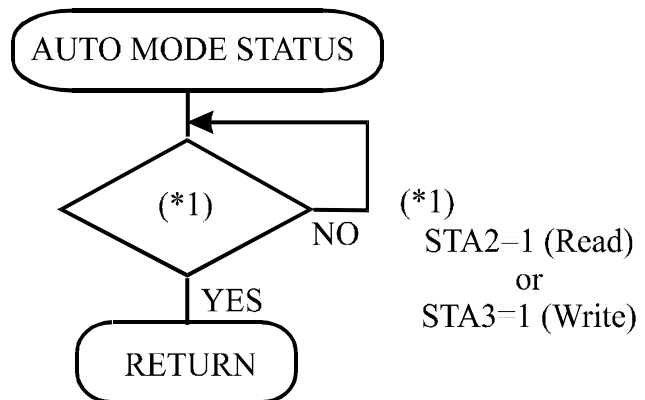 AUTO MODE STATUS
(*1)
NO
YES
RETURN
(*1)
STA2–1 (Read)
or
STA3–1 (Write)